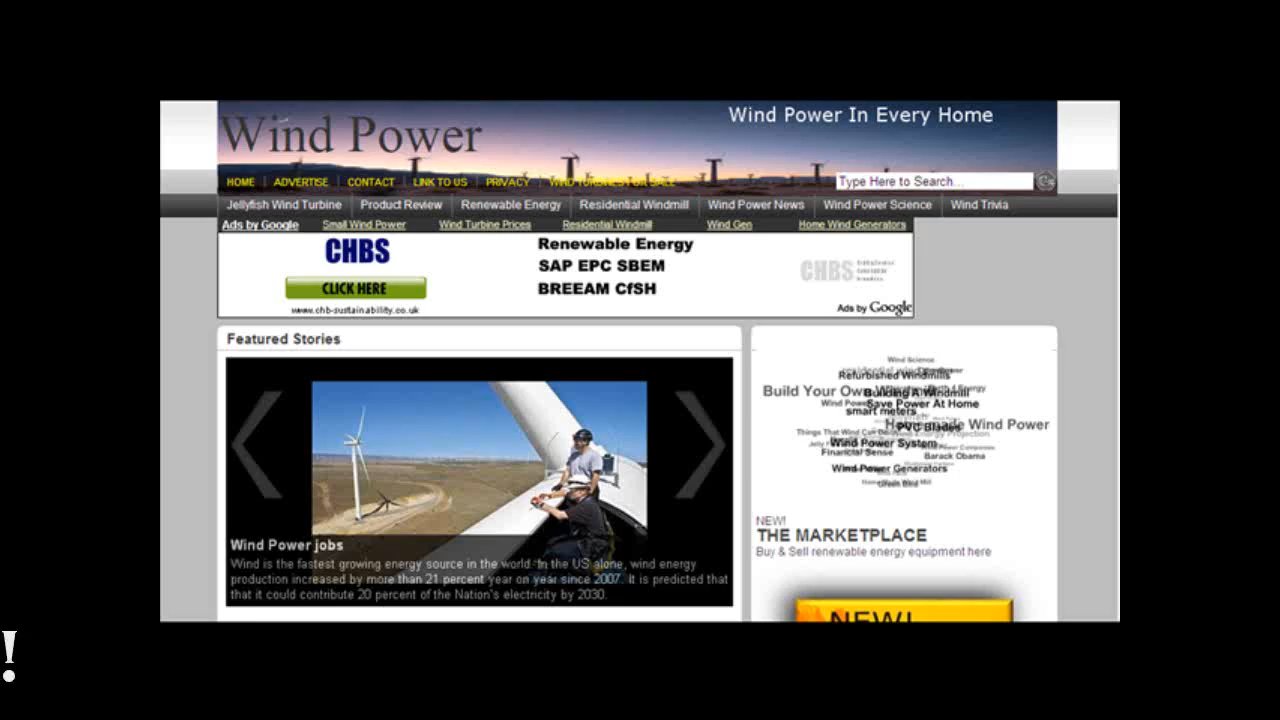 Wind Power
Wind Power In Every Home
HOME ADVERTISE CONTACT LINK TO US PRIVACY WIND TURBINES FOR SALE
Type Here to Search...
Jellyfish Wind Turbine Product Review Renewable Energy Residential Windmill Wind Power News Wind Power Science Wind Trivia
Ads by Google Small Wind Power Wind Turbine Prices Residential Windmill Wind Gen Home Wind Generators
CHBS
CLICK HERE
www.chb-sustainability.co.uk
Renewable Energy
SAP EPC SBEM
BREEAM CfSH
CHBS
Ads by Google
Featured Stories
Wind Power jobs
Wind is the fastest growing energy source in the world. In the US alone, wind energy
production increased by more than 21 percent year on year since 2007. It is predicted that
that it could contribute 20 percent of the Nation's electricity by 2030.
Wind Science
Refurbished Windmills
Build Your Own
Building A Windmill
Save Power At Home
smart meters
Home made Wind Power
PVC Blades
Things That Wind Can
Wind Power System
Financial Sense
Barack Obama
Wind Power Generators
Green Bird
NEW!
THE MARKETPLACE
Buy & Sell renewable energy equipment here
NEW!
!